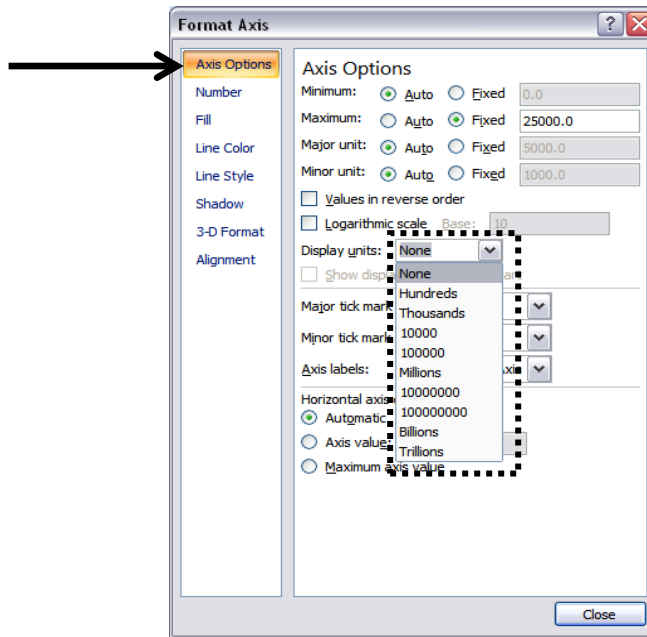 Format Axis
?
Axis Options
Number
Fill
Line Color
Line Style
Shadow
3-D Format
Alignment
Axis Options
Minimum: Auto Fixed 0.0
Maximum: Auto Fixed 25000.0
Major unit: Auto Fixed 5000.0
Minor unit: Auto Fixed 1000.0
Values in reverse order
Logarithmic scale Base: 10
Display units: None
Show
None
Hundreds
Major tick mark
Thousands
10000
Minor tick mark
100000
Axis labels:
Millions
10000000
Horizontal axis
100000000
Automatic
Billions
Axis value:
Trillions
Maximum axis value
Close